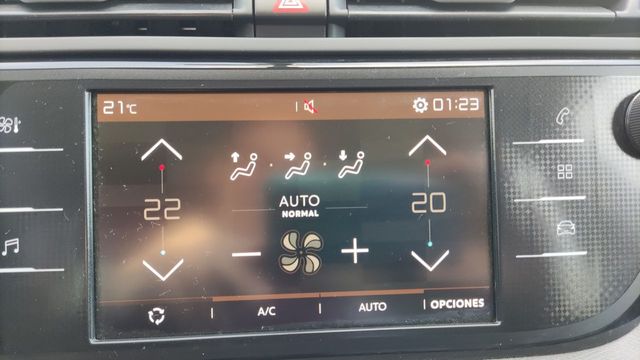 21°C 01:23
22 AUTO 20
NORMAL
A/C AUTO OPCIONES